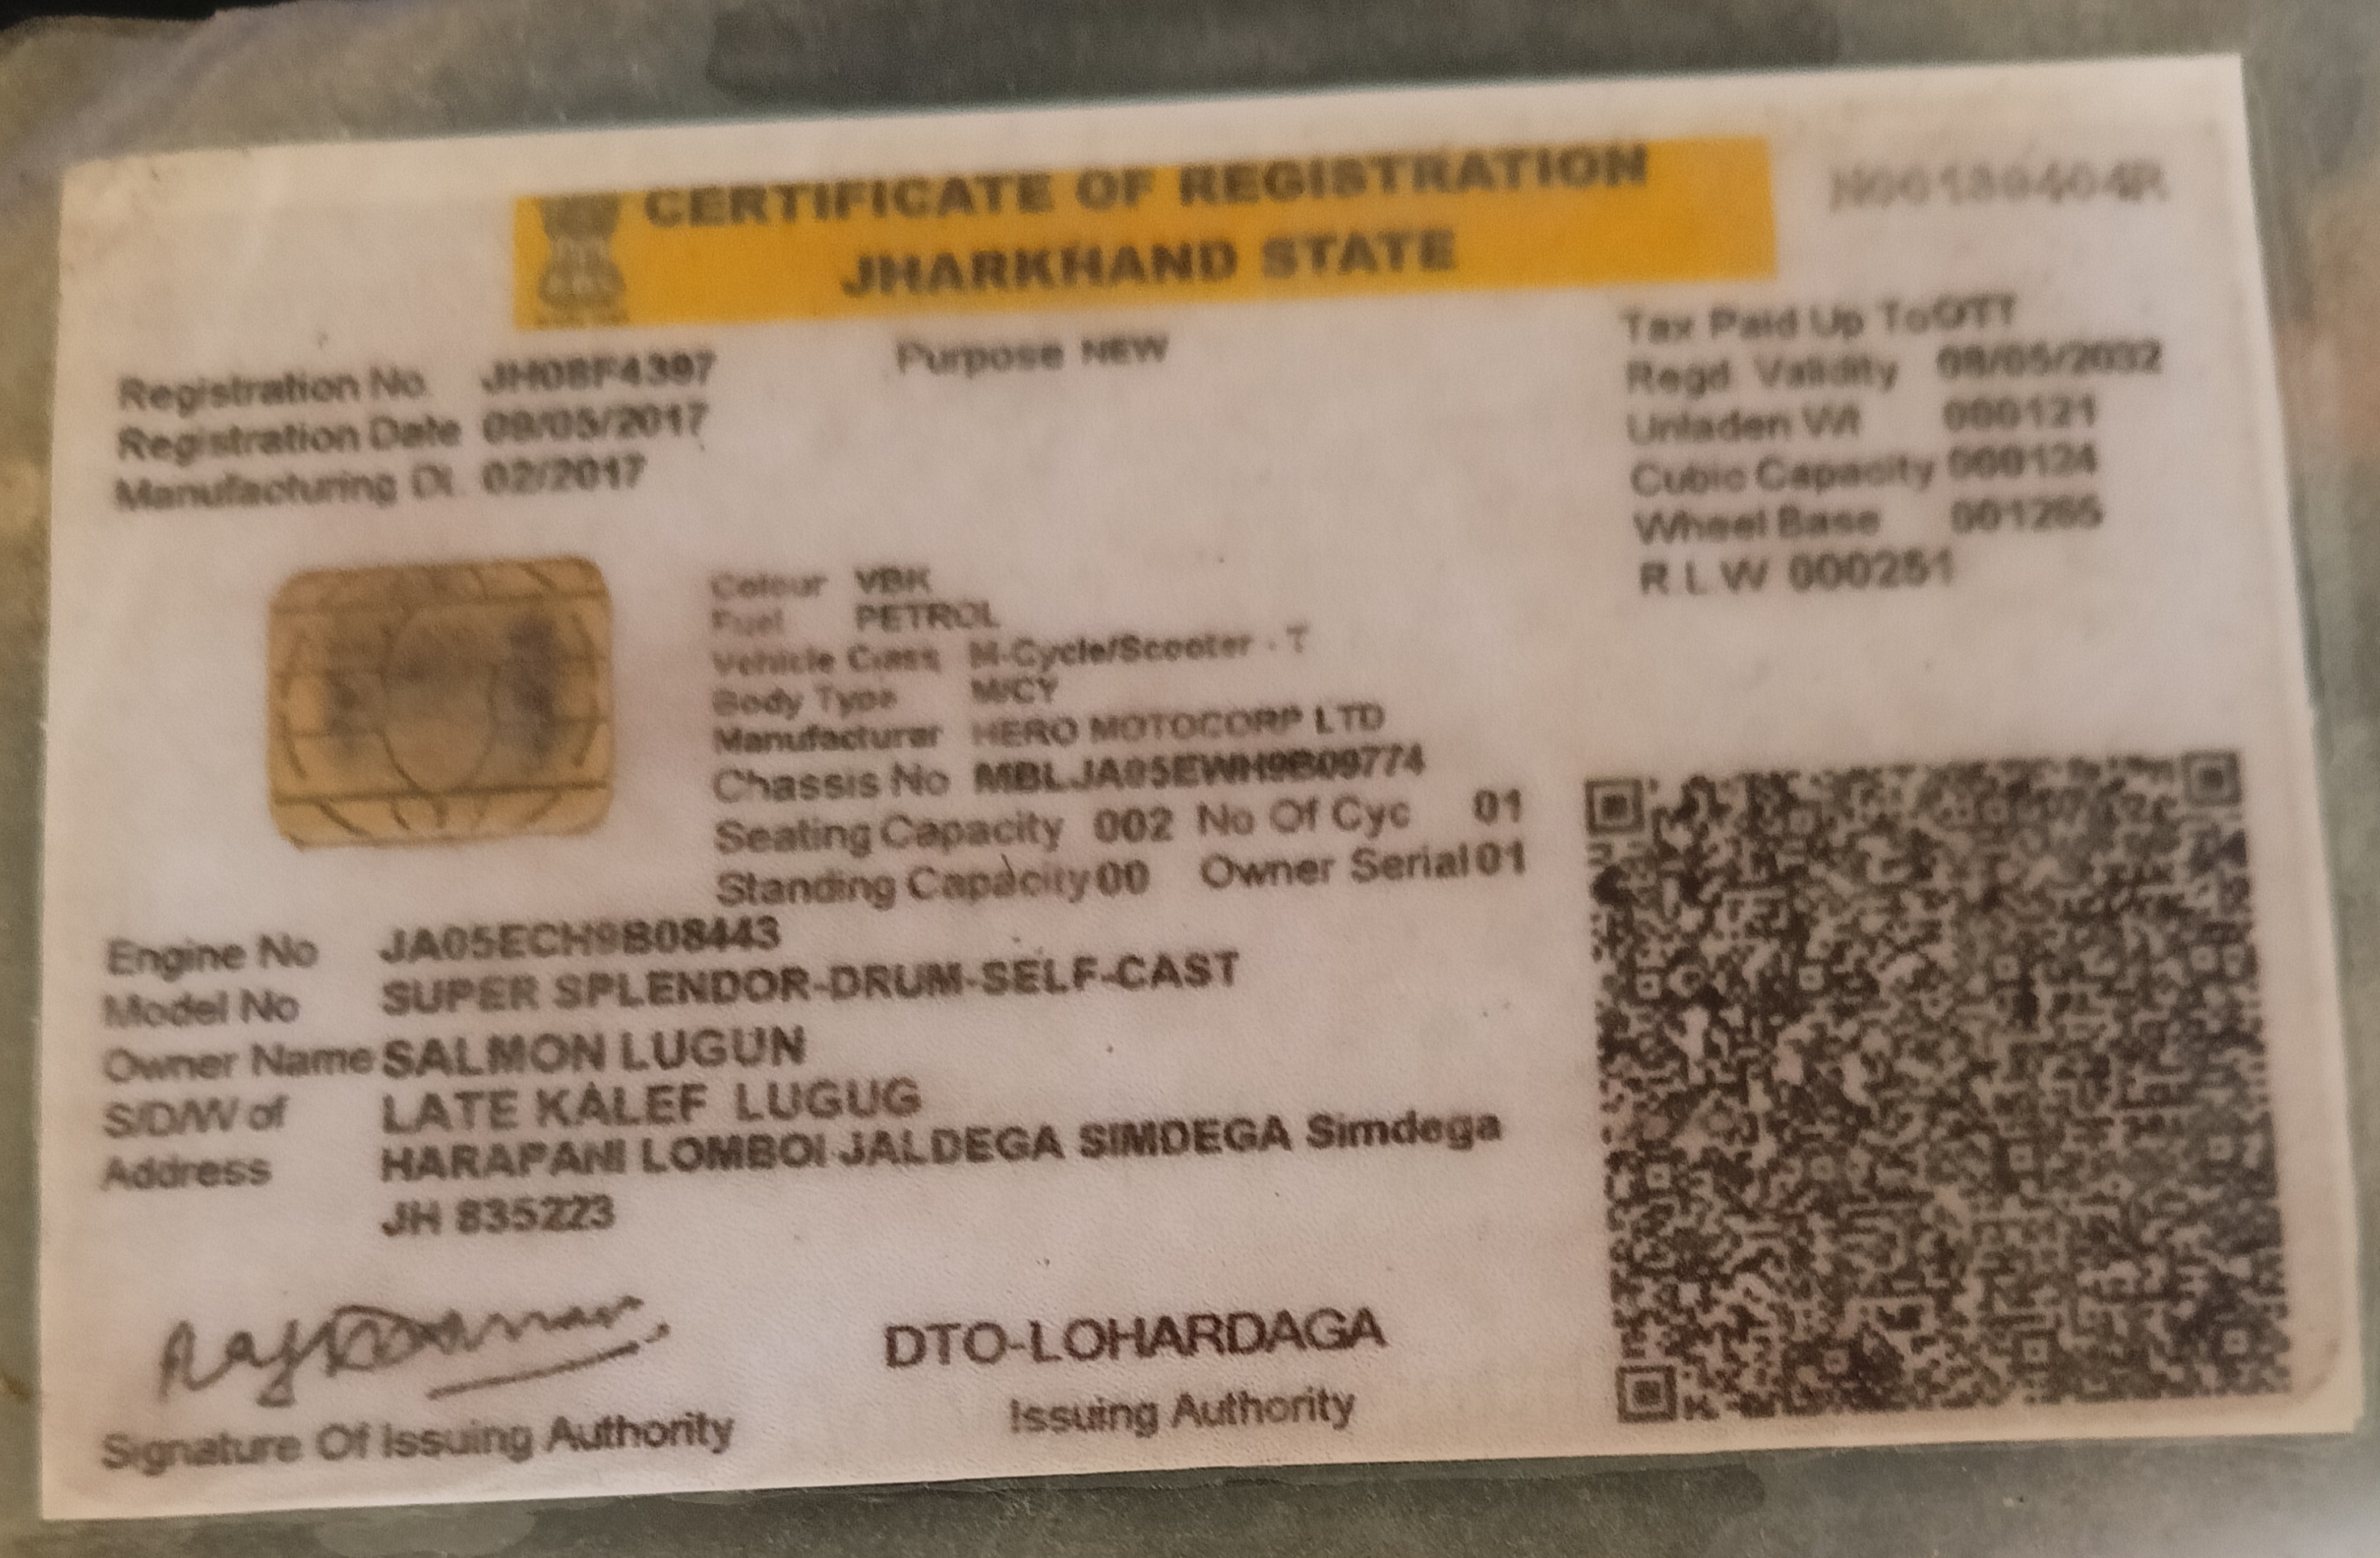 CERTIFICATE OF REGISTRATION
JHARKHAND STATE
Registration No. JH08F4387
Registration Date 09/05/2017
Manufacturing Dt. 02/2017
Purpose NEW
Tax Paid Up To OTT
Regd. Validity 08/05/2032
Unladen Wt 000121
Cubic Capacity 000124
Wheel Base 001265
R.L.W 000251
Colour VBK
Fuel PETROL
Vehicle Class M-Cycle/Scooter - T
Body Type M/CY
Manufacturer HERO MOTOCORP LTD
Chassis No MBLJA05EWH9B09774
Seating Capacity 002 No Of Cyc 01
Standing Capacity 00 Owner Serial 01
Engine No JA05ECH9B08443
Model No SUPER SPLENDOR-DRUM-SELF-CAST
Owner Name SALMON LUGUN
S/D/W of LATE KALEF LUGUG
Address HARAPANI LOMBOI JALDEGA SIMDEGA Simdega
JH 835223
Signature Of Issuing Authority
DTO-LOHARDAGA
Issuing Authority